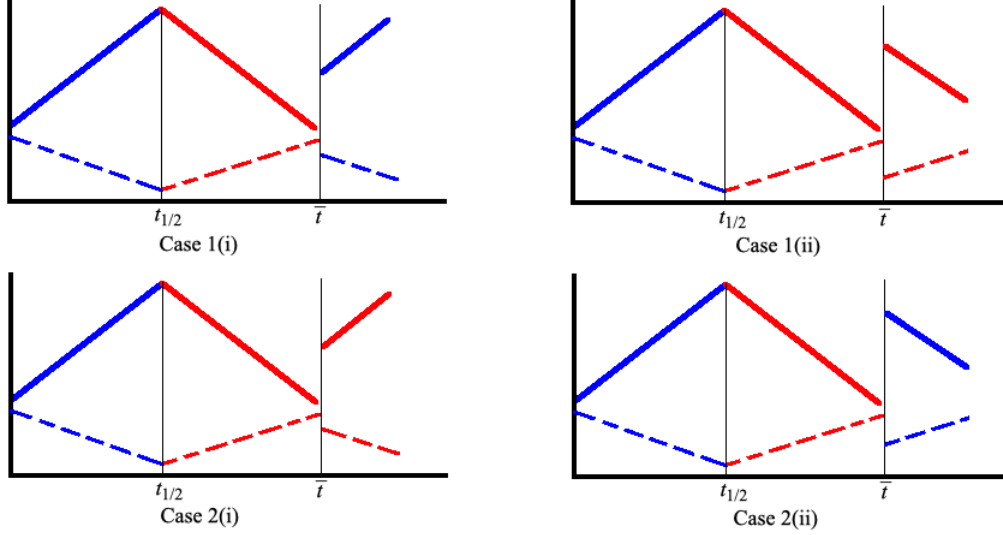 t1/2 t̅
Case 1(i)
t1/2 t̅
Case 1(ii)
t1/2 t̅
Case 2(i)
t1/2 t̅
Case 2(ii)